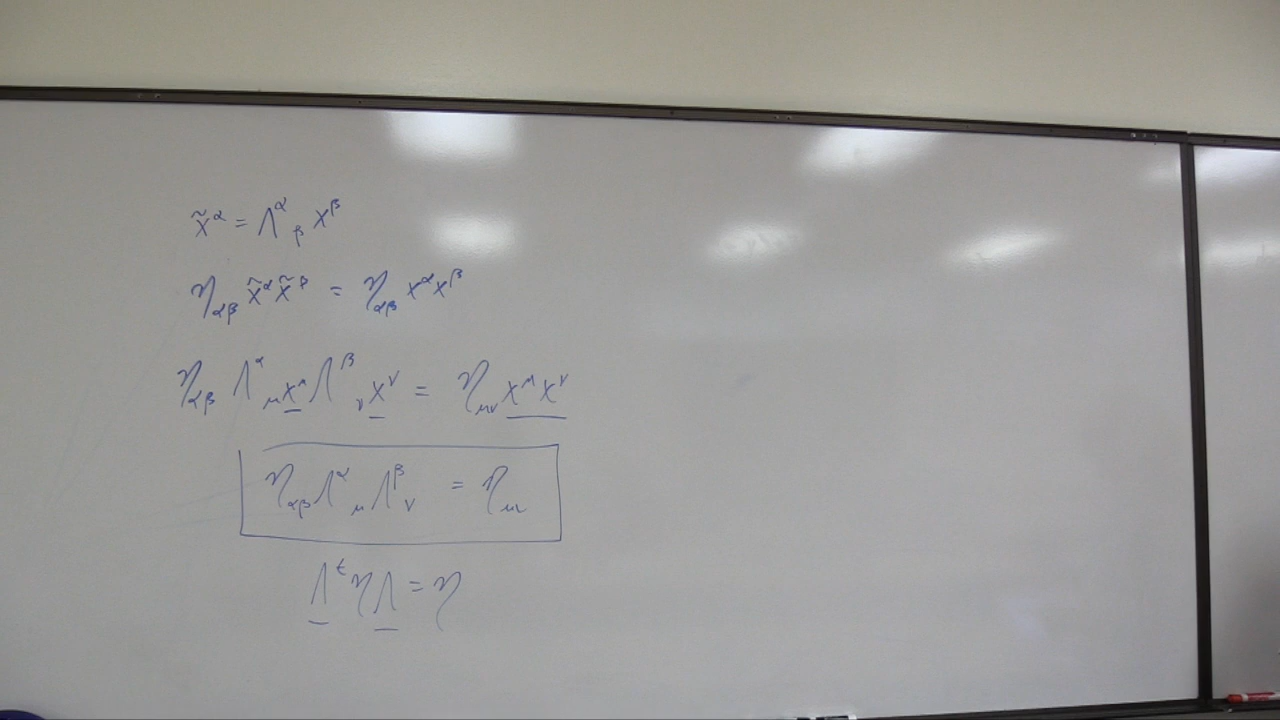 x̃^α = Λ^α_β x^β
η_αβ x̃^α x̃^β = η_αβ x^α x^β
η_αβ Λ^α_μ x^μ Λ^β_ν x^ν = η_μν x^μ x^ν
η_αβ Λ^α_μ Λ^β_ν = η_μν
Λ^t η Λ = η